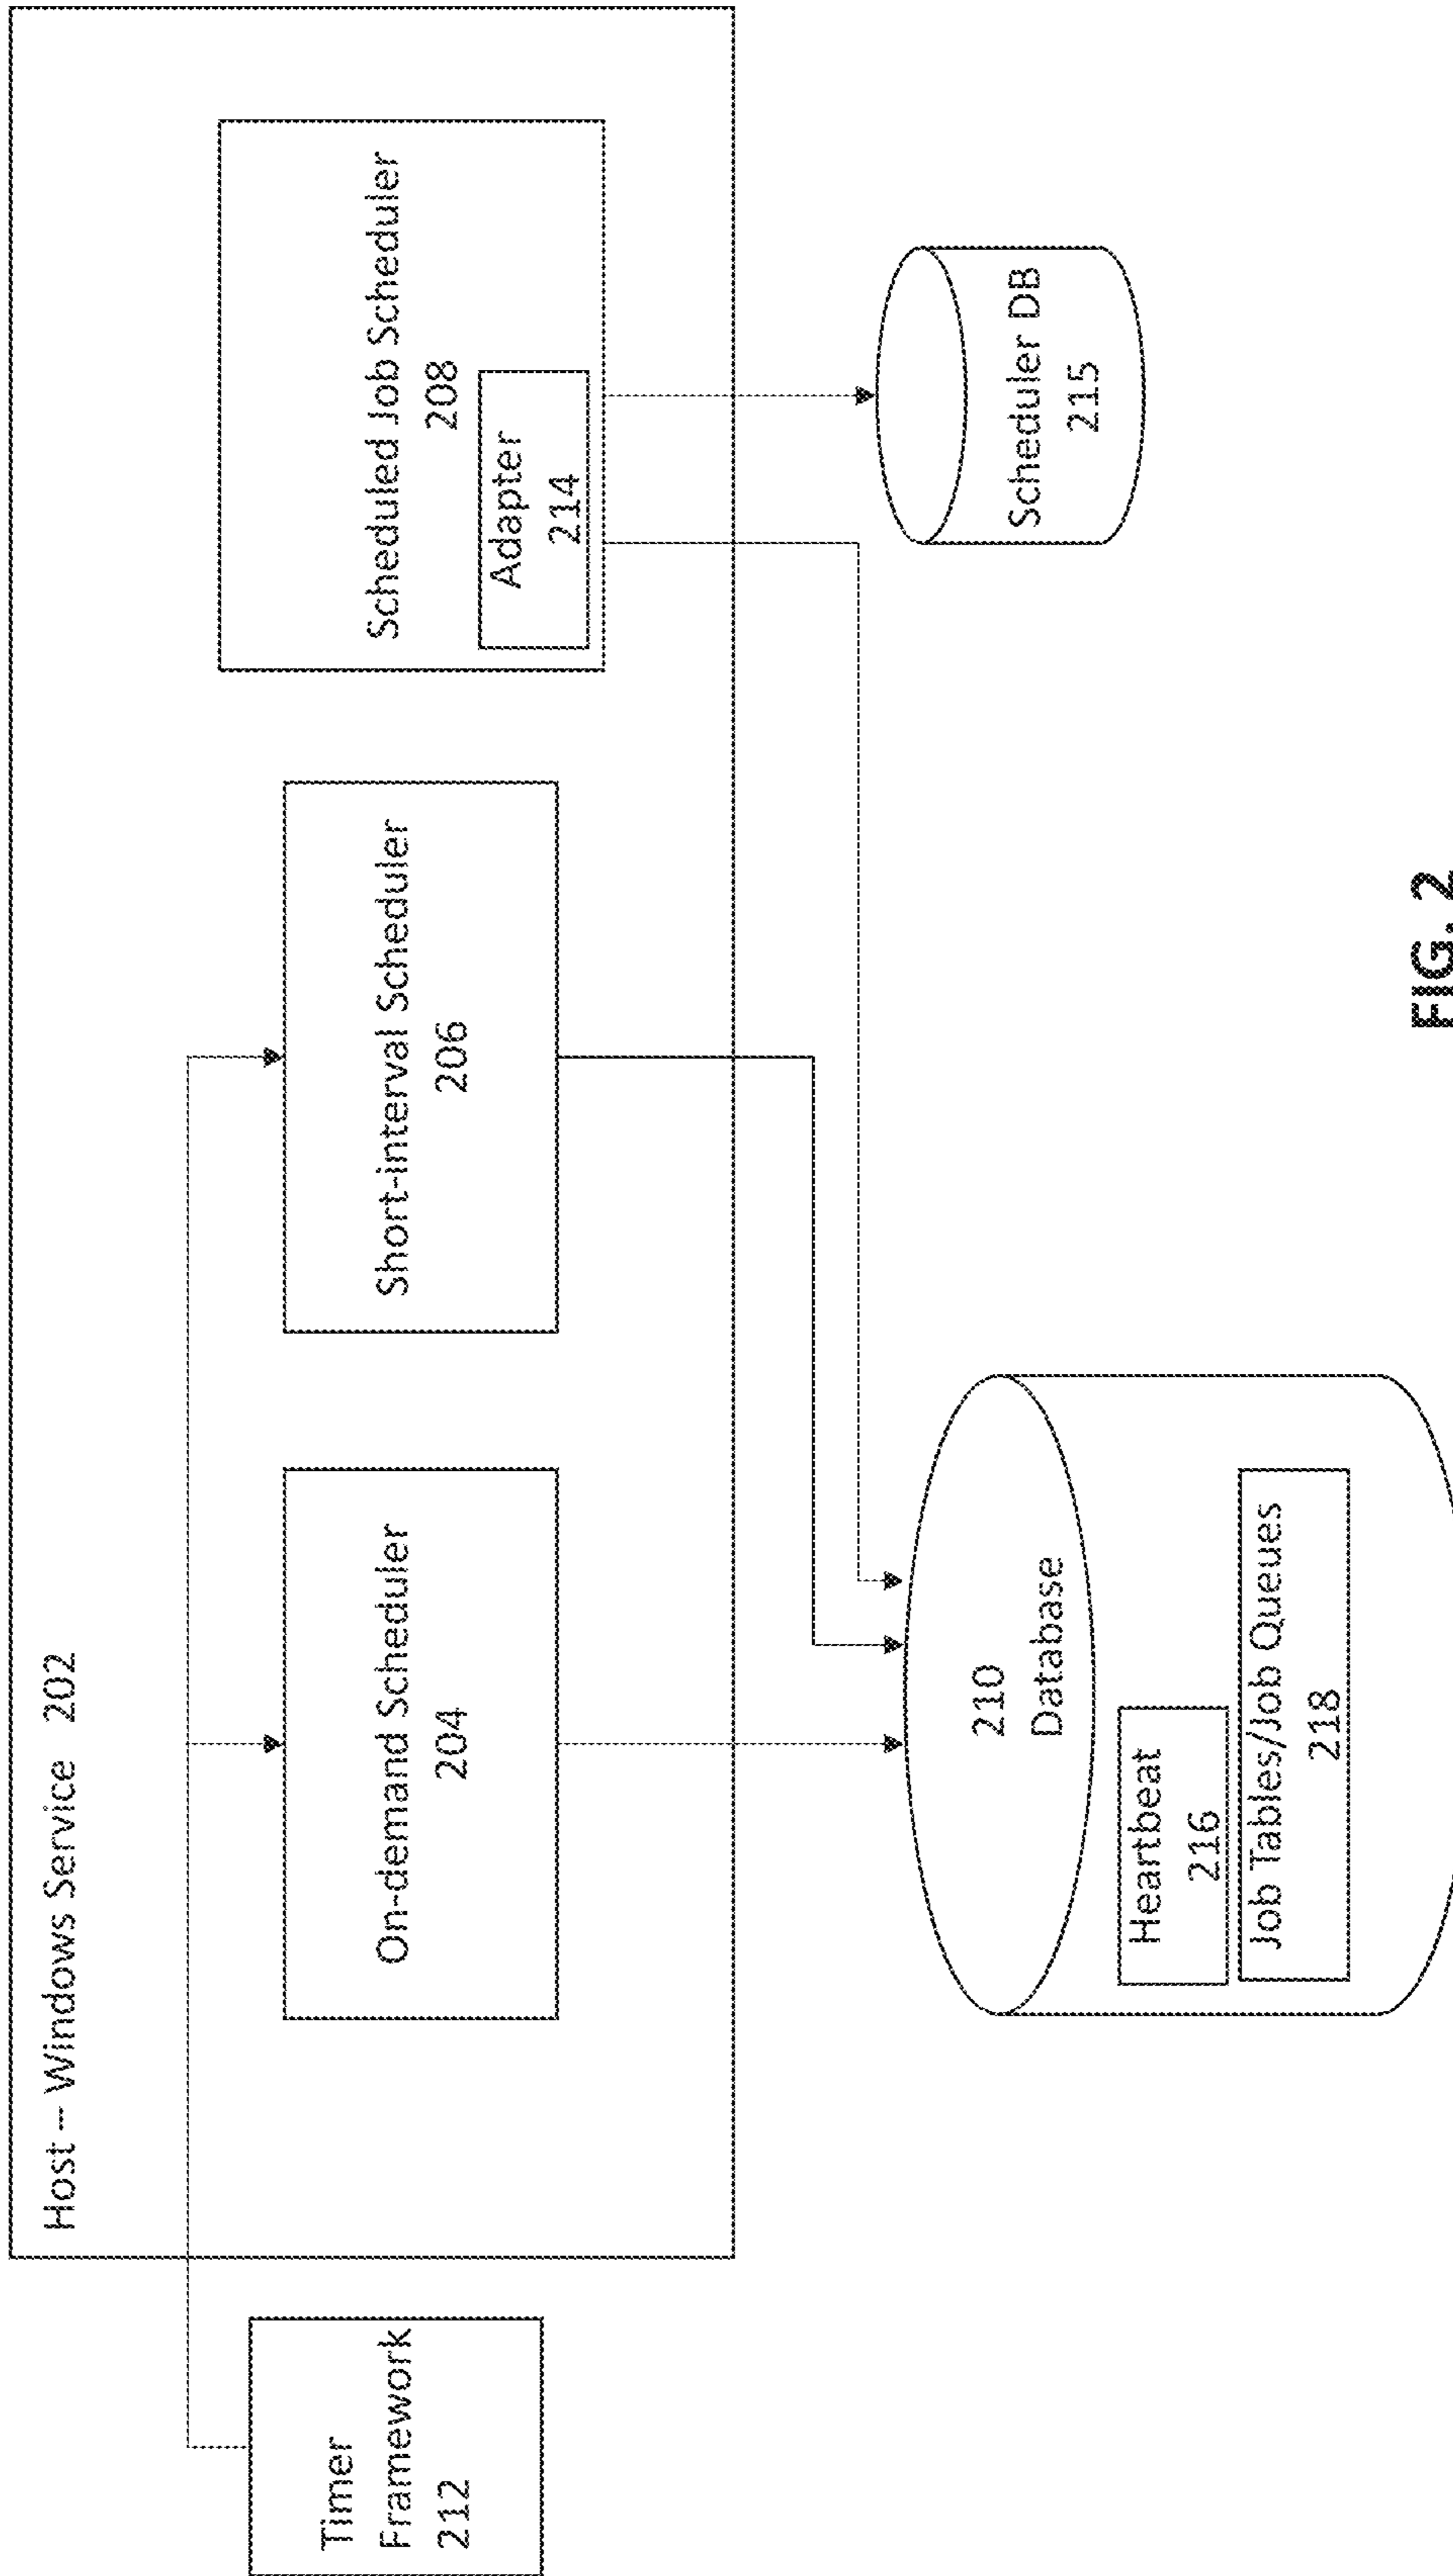 Host – Windows Service 202
Timer
Framework
212
On-demand Scheduler
204
Short-interval Scheduler
206
Scheduled Job Scheduler
208
Adapter
214
210
Database
Heartbeat
216
Job Tables/Job Queues
218
Scheduler DB
215
FIG. 2